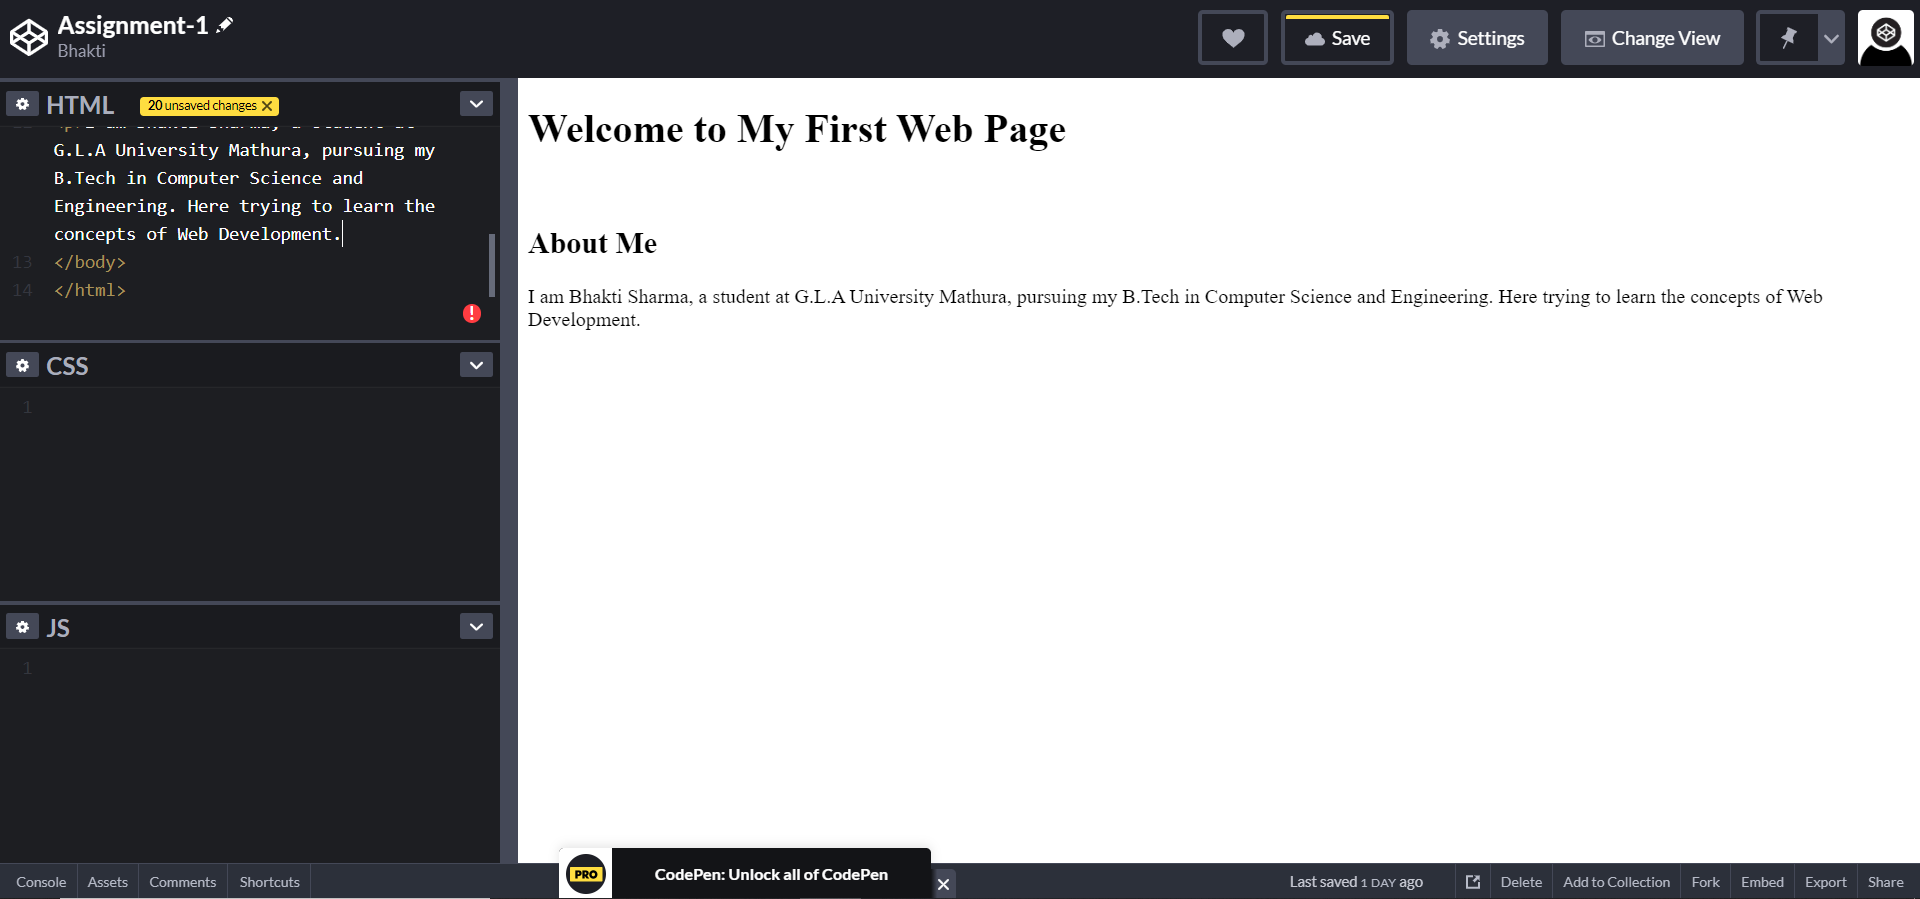 Assignment-1
Bhakti
Save
Settings
Change View
HTML
20 unsaved changes
G.L.A University Mathura, pursuing my
B.Tech in Computer Science and
Engineering. Here trying to learn the
concepts of Web Development.
13 </body>
14 </html>
CSS
1
JS
1
Welcome to My First Web Page
About Me
I am Bhakti Sharma, a student at G.L.A University Mathura, pursuing my B.Tech in Computer Science and Engineering. Here trying to learn the concepts of Web
Development.
Console
Assets
Comments
Shortcuts
PRO
CodePen: Unlock all of CodePen
Last saved 1 DAY ago
Delete
Add to Collection
Fork
Embed
Export
Share